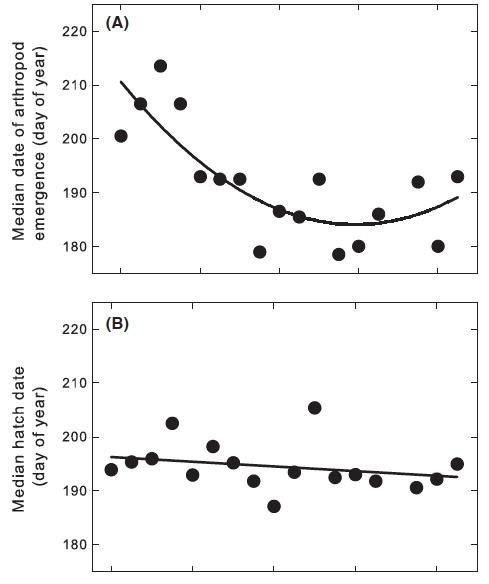 (A)
Median date of arthropod
emergence (day of year)
220
210
200
190
180
(B)
Median hatch date
(day of year)
220
210
200
190
180